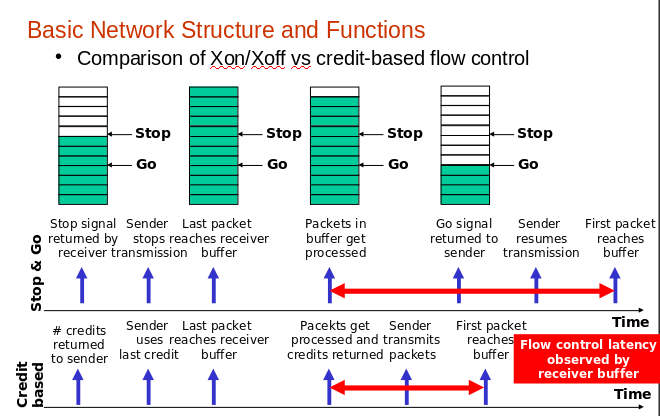 Basic Network Structure and Functions
• Comparison of Xon/Xoff vs credit-based flow control
Stop
Go
Stop
Go
Stop
Go
Stop
Go
Stop & Go
Stop signal
returned by
receiver
Sender
stops
transmission
Last packet
reaches receiver
buffer
Packets in
buffer get
processed
Go signal
returned to
sender
Sender
resumes
transmission
First packet
reaches
buffer
Time
Credit
based
# credits
returned
to sender
Sender
uses
last credit
Last packet
reaches receiver
buffer
Pacekts get
processed and
credits returned
Sender
transmits
packets
First packet
reaches
buffer
Flow control latency
observed by
receiver buffer
Time